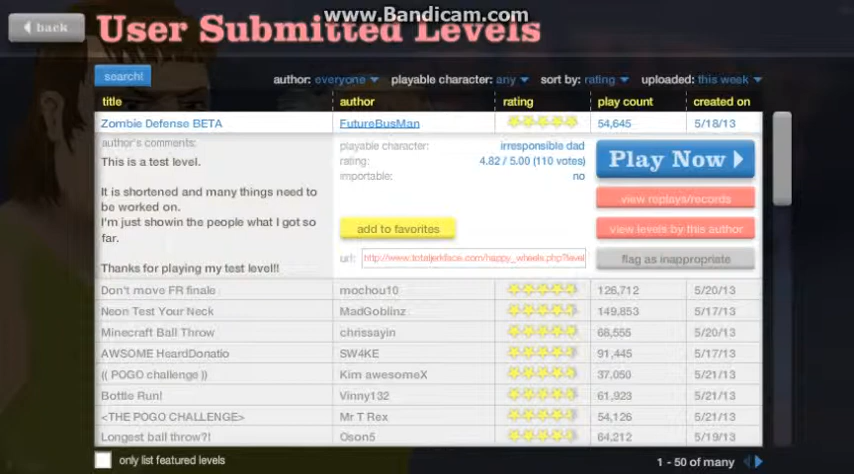 www.Bandicam.com
back
User Submitted Levels
search!
author: everyone playable character: any sort by: rating uploaded: this week
title author rating play count created on
Zombie Defense BETA FutureBusMan 54,645 5/18/13
author's comments:
This is a test level.
It is shortened and many things need to
be worked on.
I'm just showin the people what I got so
far.
Thanks for playing my test level!!
playable character: irresponsible dad
rating: 4.82 / 5.00 (110 votes)
importable: no
add to favorites
url: http://www.totaljerkface.com/happy_wheels.php?level
Play Now
view replays/records
view levels by this author
flag as inappropriate
Don't move FR finale mochou10 126,712 5/20/13
Neon Test Your Neck MadGoblinz 149,853 5/17/13
Minecraft Ball Throw chrissayin 68,555 5/20/13
AWSOME HeardDonatio SW4KE 91,445 5/17/13
(( POGO challenge )) Kim awesomeX 37,050 5/21/13
Bottle Run! Vinny132 61,923 5/21/13
<THE POGO CHALLENGE> Mr T Rex 54,126 5/21/13
Longest ball throw?! Oson5 64,212 5/19/13
only list featured levels
1 - 50 of many